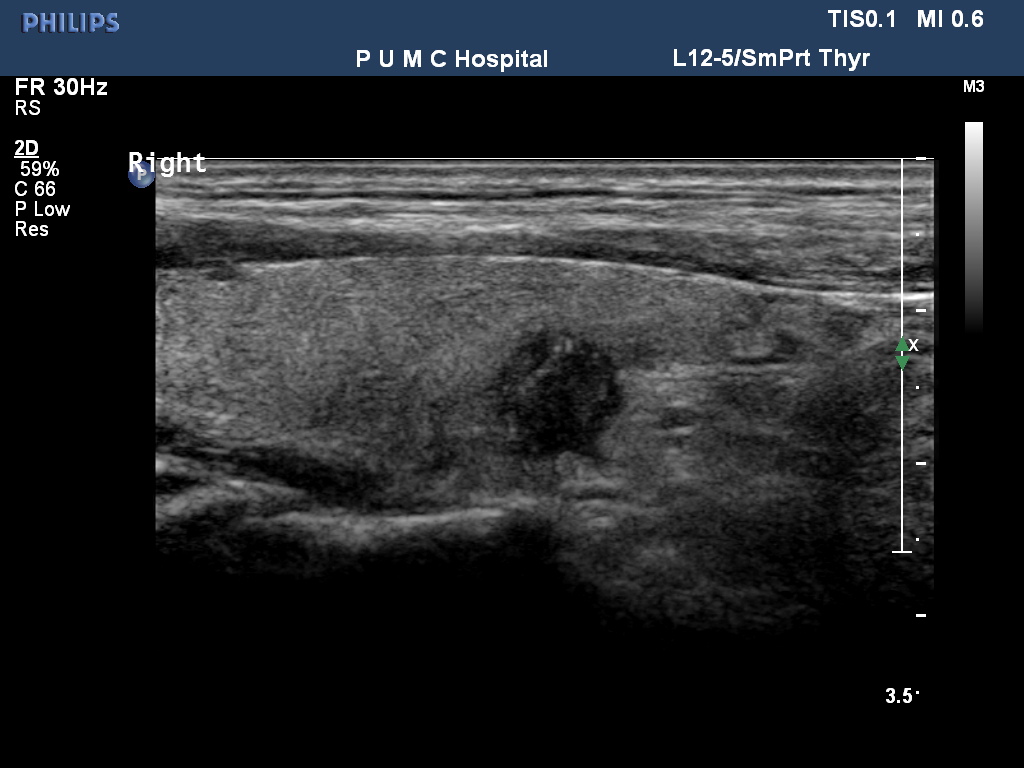 PHILIPS
TIS0.1 MI 0.6
P U M C Hospital
L12-5/SmPrt Thyr
FR 30Hz
RS
M3
2D
59%
C 66
P Low
Res
Right
P
X
3.5